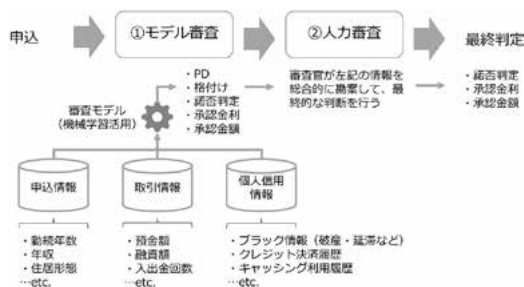 申込
①モデル審査
②人力審査
最終判定
・PD
・格付け
・諾否判定
・承認金利
・承認金額
審査官が左記の情報を
総合的に勘案して、最
終的な判断を行う
・諾否判定
・承認金利
・承認金額
審査モデル
(機械学習活用)
申込情報
取引情報
個人信用
情報
・勤続年数
・年収
・住居形態
…etc.
・預金額
・融資額
・入出金回数
…etc.
・ブラック情報（破産・延滞など）
・クレジット決済履歴
・キャッシング利用履歴
…etc.